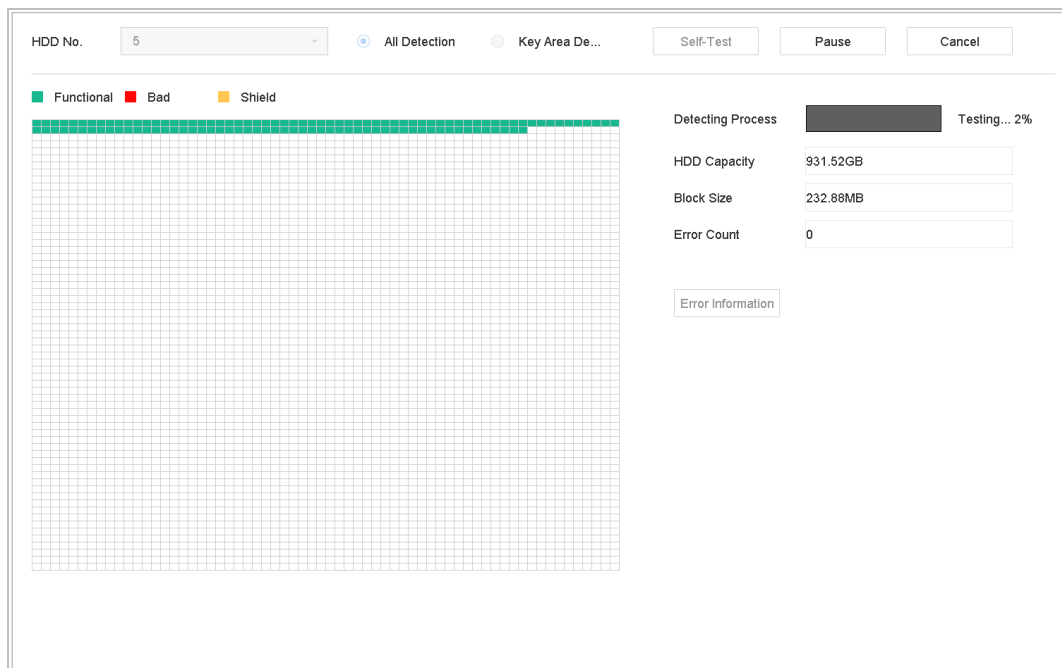 HDD No. 5 All Detection Key Area De... Self-Test Pause Cancel
Functional Bad Shield
Detecting Process Testing... 2%
HDD Capacity 931.52GB
Block Size 232.88MB
Error Count 0
Error Information